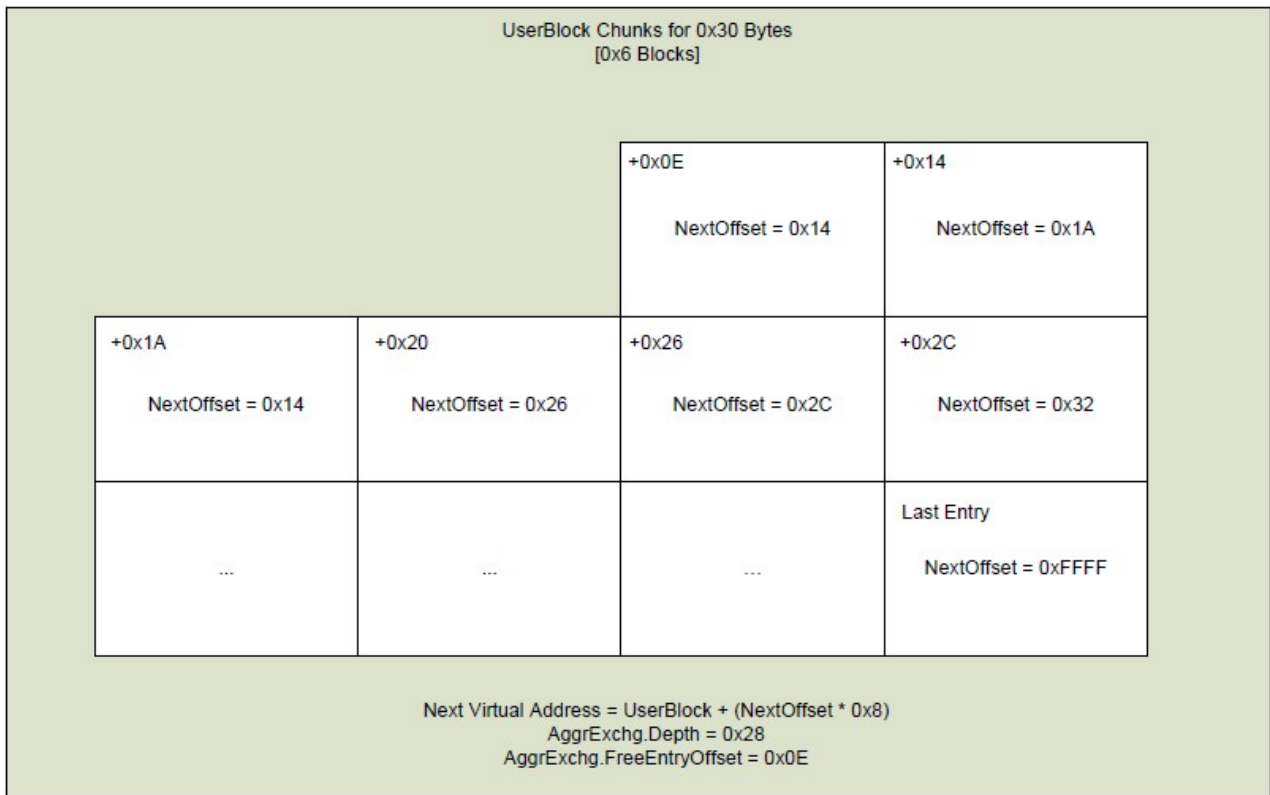 UserBlock Chunks for 0x30 Bytes
[0x6 Blocks]
+0x0E
NextOffset = 0x14
+0x14
NextOffset = 0x1A
+0x1A
NextOffset = 0x14
+0x20
NextOffset = 0x26
+0x26
NextOffset = 0x2C
+0x2C
NextOffset = 0x32
...
...
...
Last Entry
NextOffset = 0xFFFF
Next Virtual Address = UserBlock + (NextOffset * 0x8)
AggrExchg.Depth = 0x28
AggrExchg.FreeEntryOffset = 0x0E